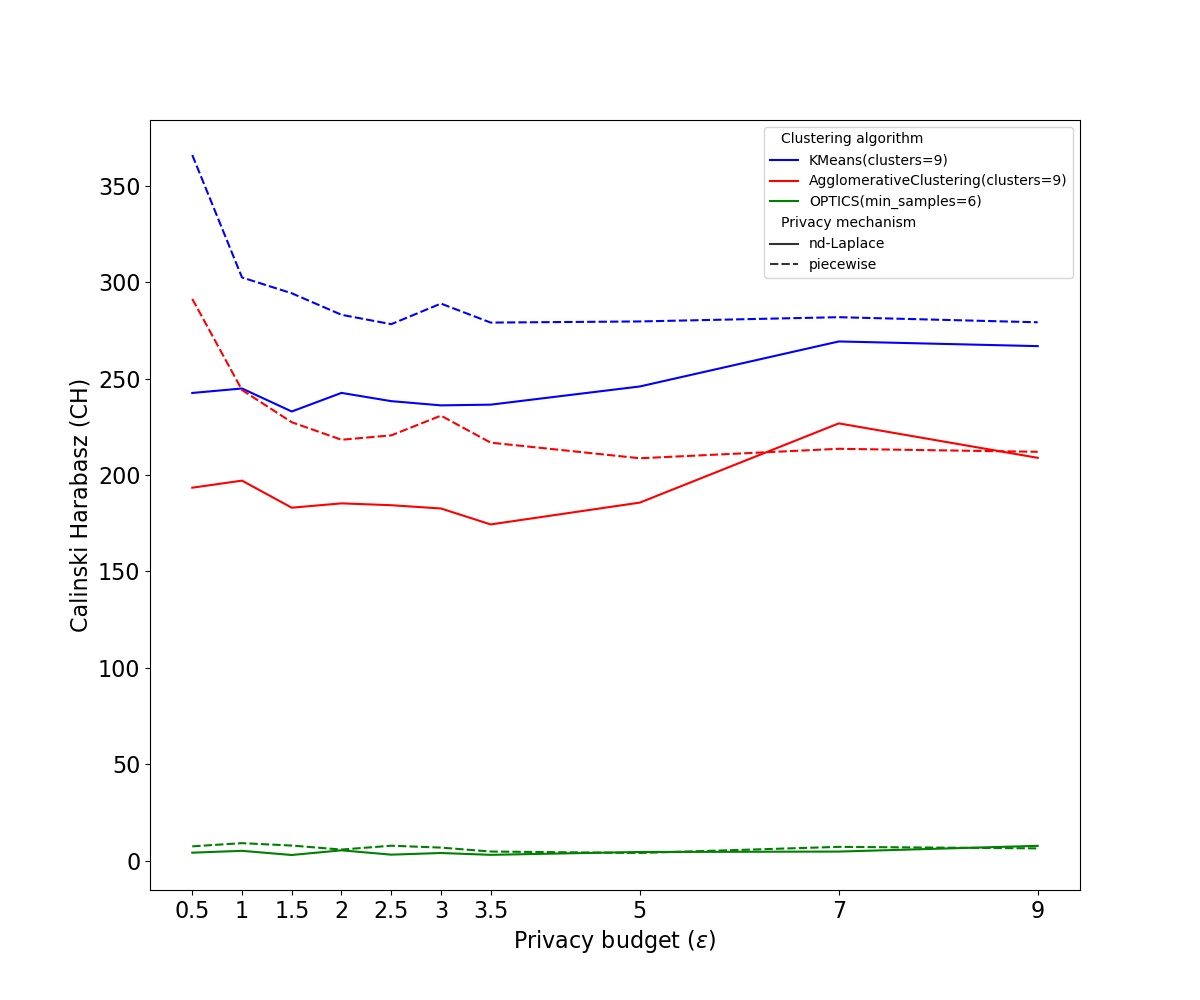 Clustering algorithm
KMeans(clusters=9)
AgglomerativeClustering(clusters=9)
OPTICS(min_samples=6)
Privacy mechanism
nd-Laplace
piecewise
Calinski Harabasz (CH)
350
300
250
200
150
100
50
0
0.5 1 1.5 2 2.5 3 3.5 5 7 9
Privacy budget (ε)